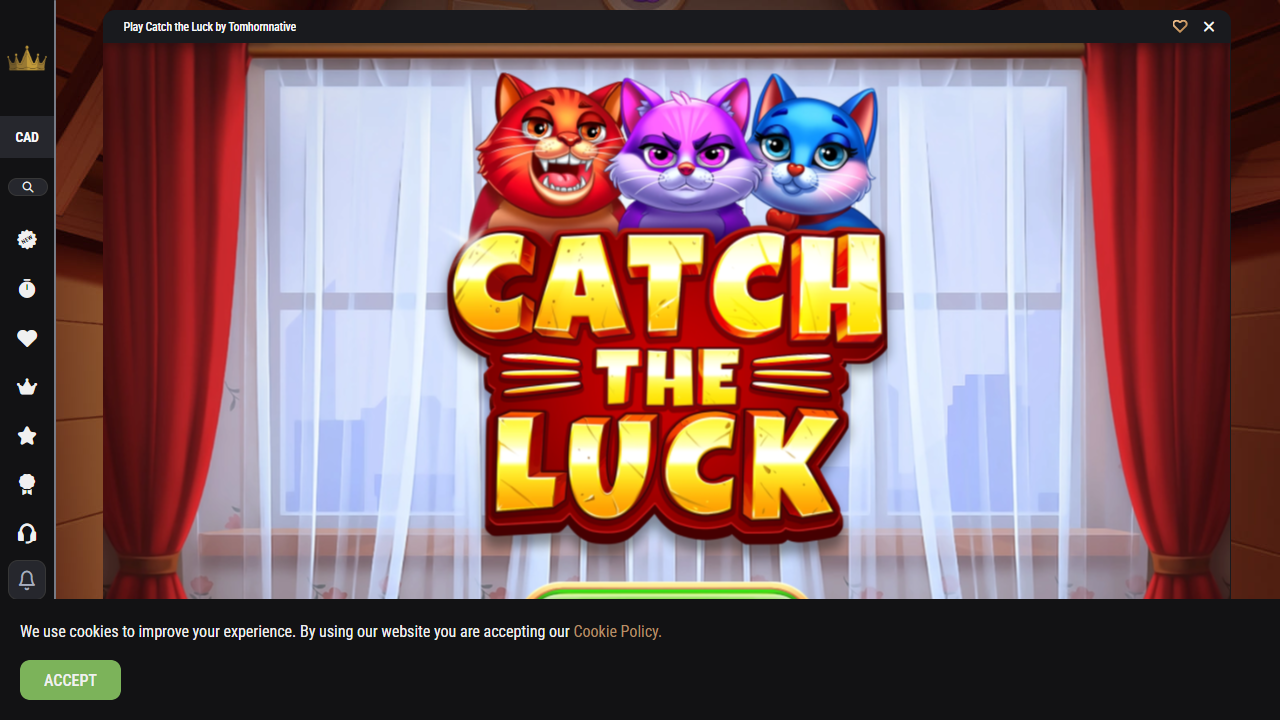 Play Catch the Luck by Tomhornnative
CAD
NEW
CATCH
THE
LUCK
We use cookies to improve your experience. By using our website you are accepting our Cookie Policy.
ACCEPT